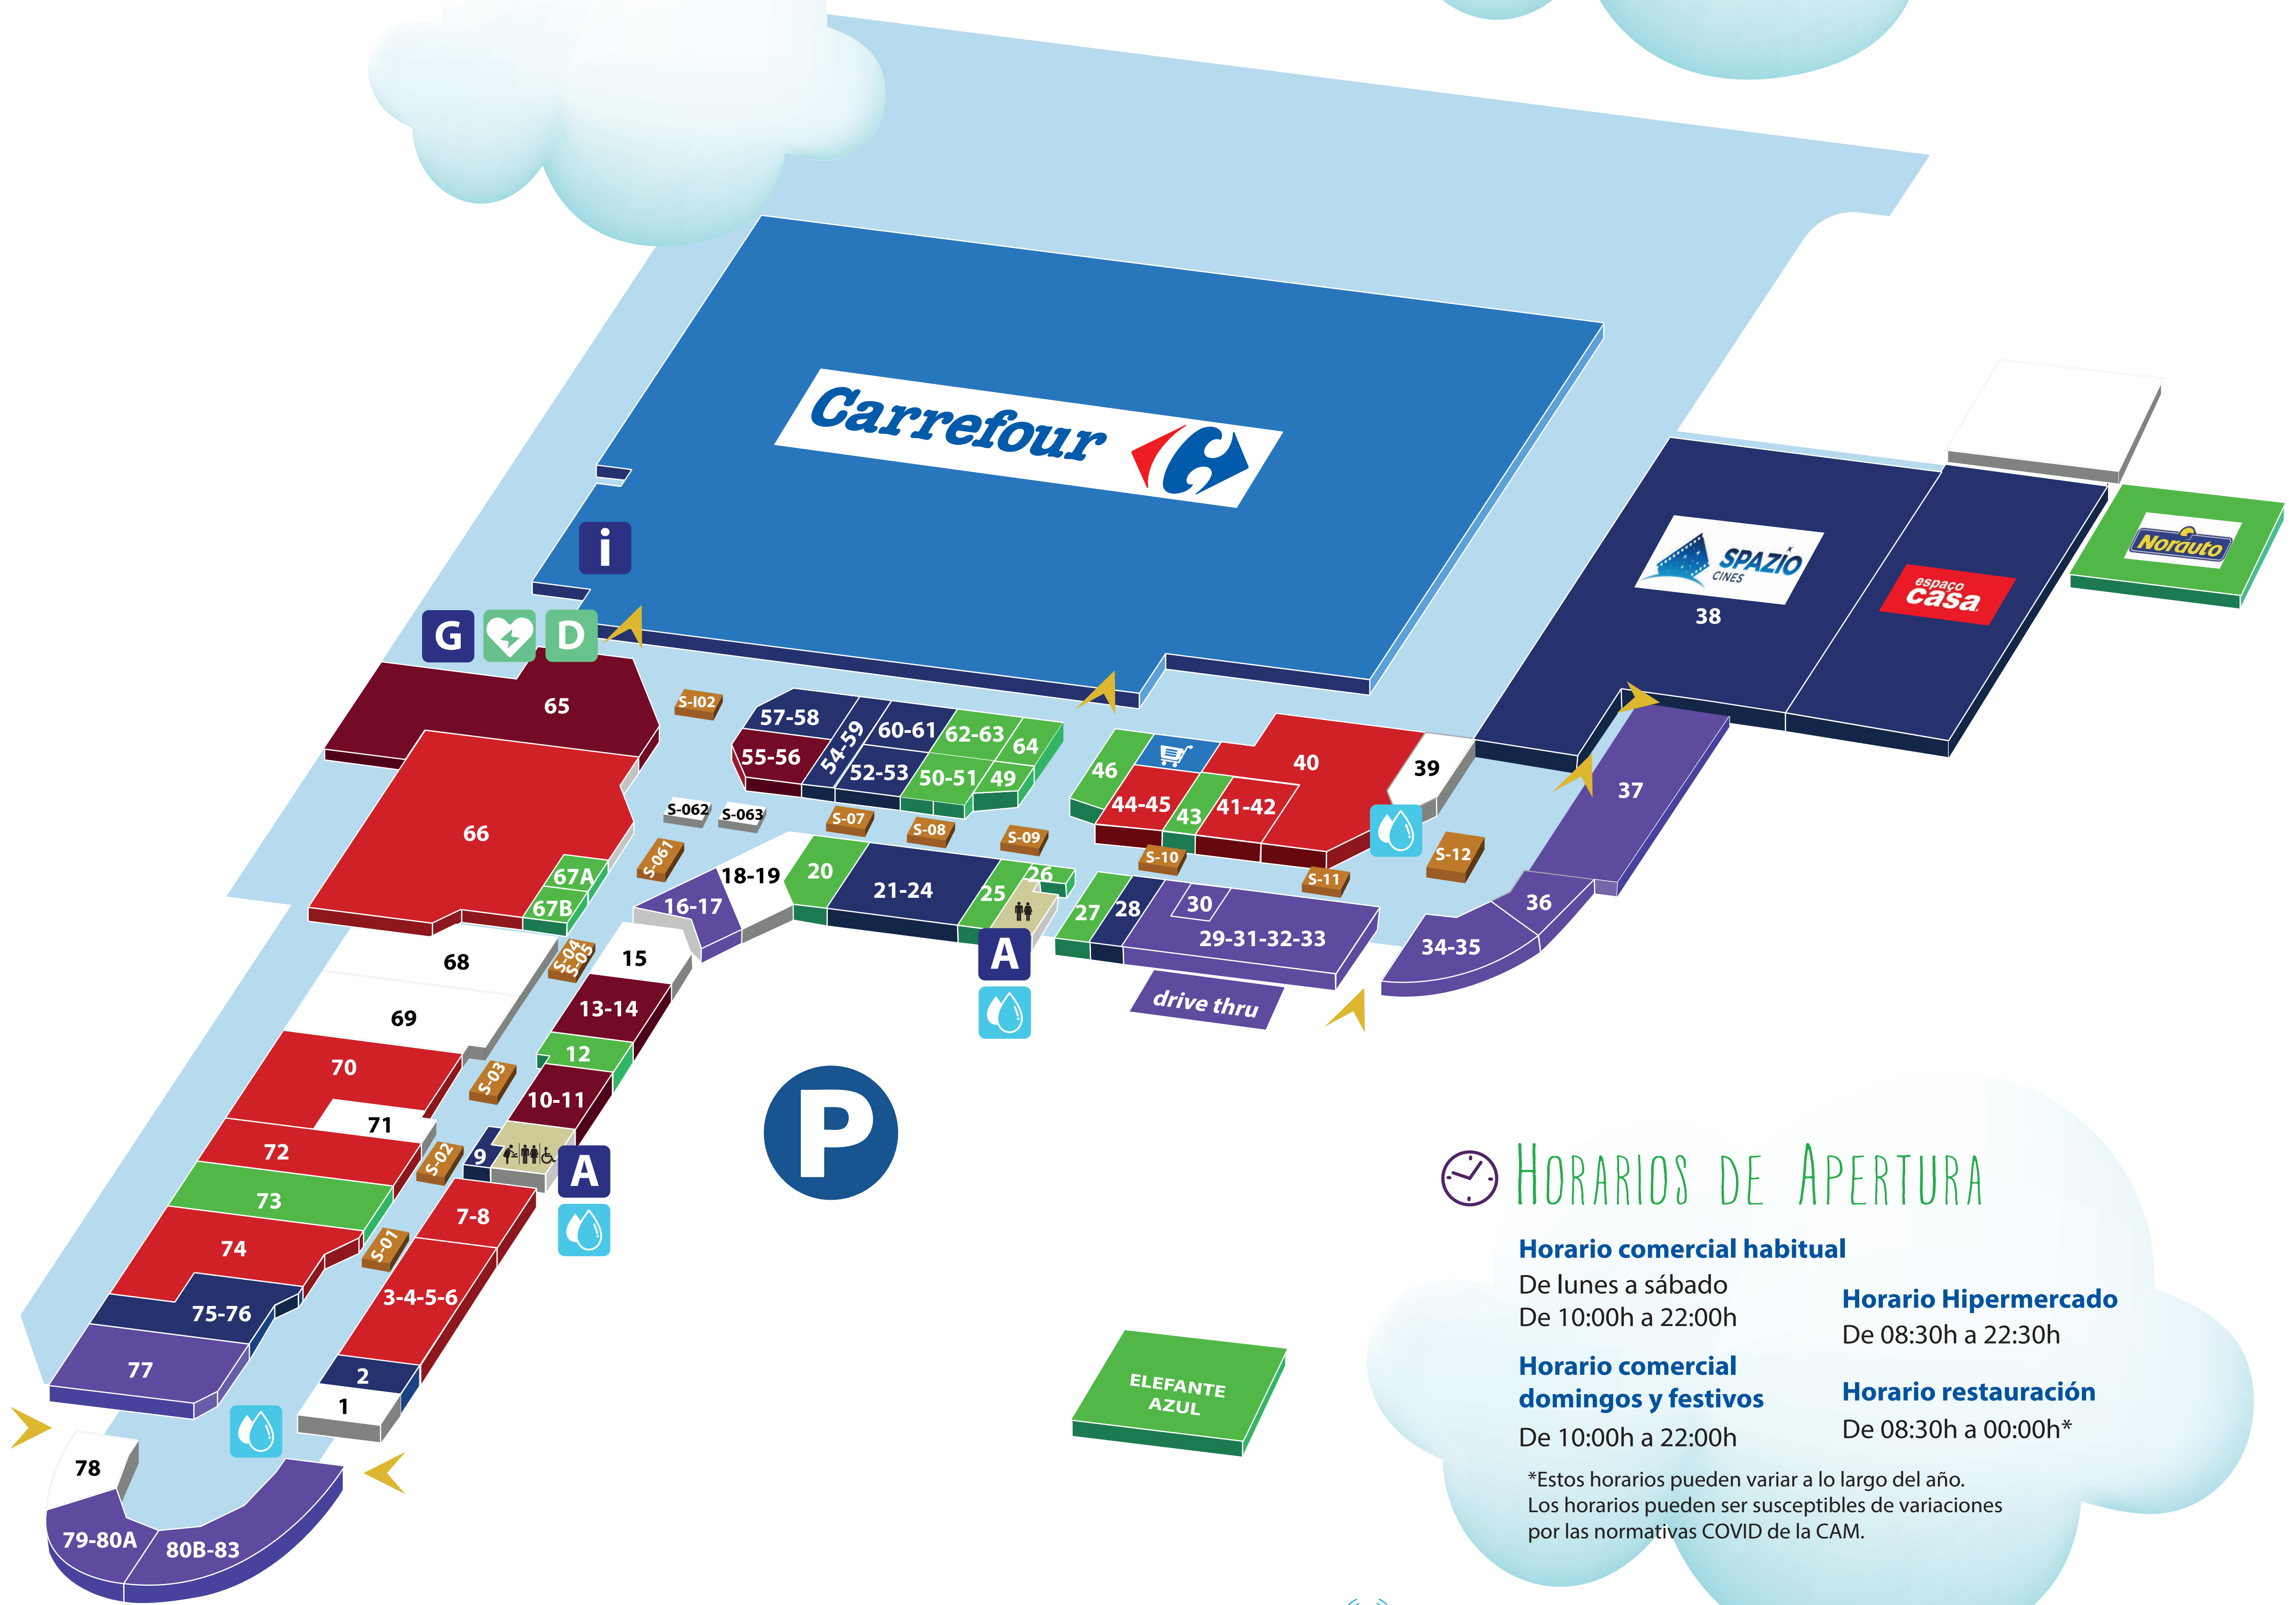 Carrefour
i
G
D
SPAZIO
CINES
38
espaço
casa
Norauto
65
S-I02
57-58
54-59
60-61
62-63
64
55-56
52-53
50-51
49
46
40
39
37
44-45
43
41-42
66
S-062
S-063
S-07
S-08
S-09
S-10
S-11
S-12
S-061
67A
67B
18-19
16-17
20
21-24
25
26
27
28
30
29-31-32-33
36
34-35
A
drive thru
68
S-04
S-05
15
69
13-14
12
70
S-03
10-11
71
72
S-02
9
A
P
73
7-8
74
S-01
3-4-5-6
75-76
77
2
1
78
79-80A
80B-83
ELEFANTE
AZUL
HORARIOS DE APERTURA
Horario comercial habitual
De lunes a sábado
De 10:00h a 22:00h
Horario comercial
domingos y festivos
De 10:00h a 22:00h
Horario Hipermercado
De 08:30h a 22:30h
Horario restauración
De 08:30h a 00:00h*
*Estos horarios pueden variar a lo largo del año.
Los horarios pueden ser susceptibles de variaciones
por las normativas COVID de la CAM.